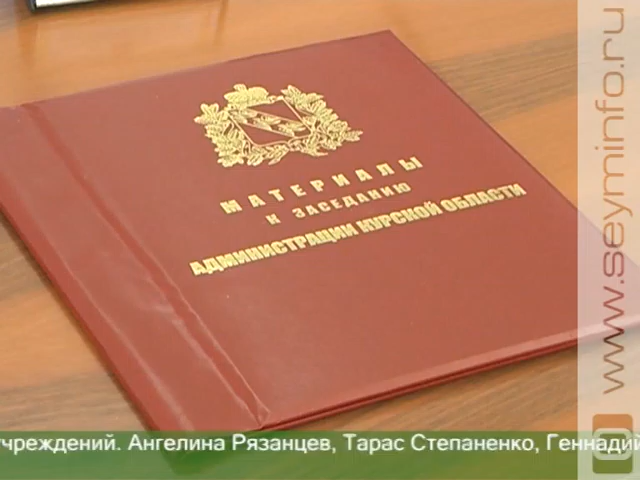 МАТЕРИАЛЫ
К ЗАСЕДАНИЮ
АДМИНИСТРАЦИИ КУРСКОЙ ОБЛАСТИ
www.seyminfo.ru
чреждений. Ангелина Рязанцев, Тарас Степаненко, Геннадий